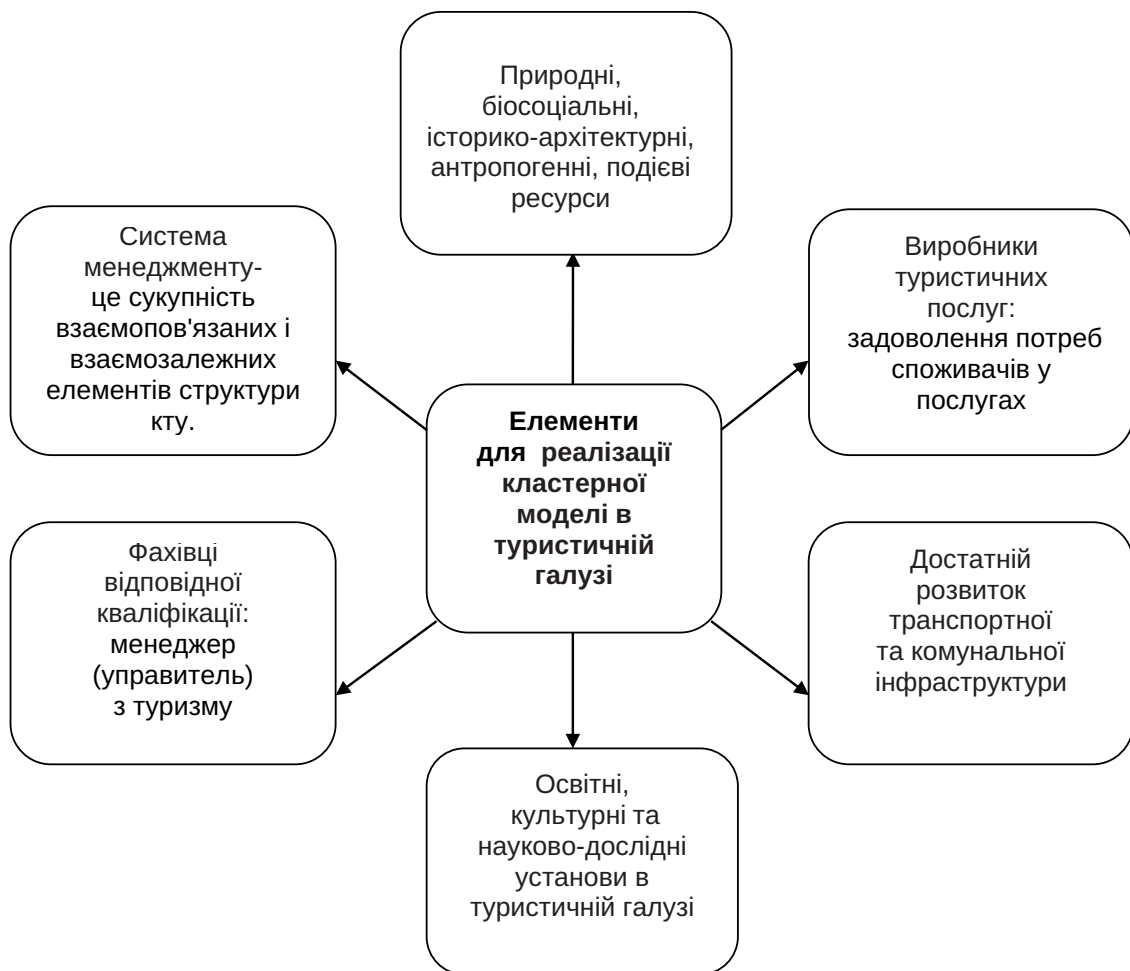 Природні,
біосоціальні,
історико-архітектурні,
антропогенні, подієві
ресурси
Система
менеджменту-
це сукупність
взаємопов'язаних і
взаємозалежних
елементів структури
кту.
Виробники
туристичних
послуг:
задоволення потреб
споживачів у
послугах
Елементи
для реалізації
кластерної
моделі в
туристичній
галузі
Фахівці
відповідної
кваліфікації:
менеджер
(управитель)
з туризму
Достатній
розвиток
транспортної
та комунальної
інфраструктури
Освітні,
культурні та
науково-дослідні
установи в
туристичній галузі